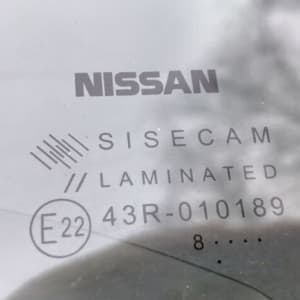 NISSAN
SISECAM
// LAMINATED
E22 43R-010189
8 ....
.